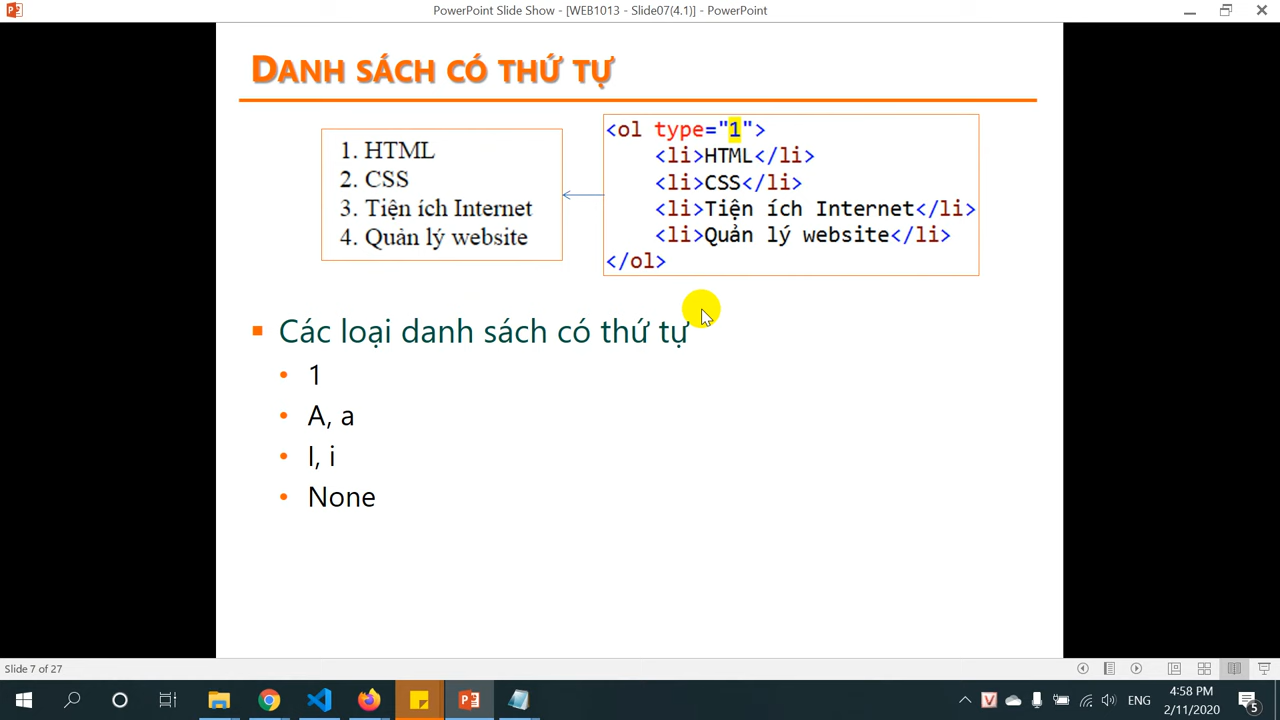 PowerPoint Slide Show - [WEB1013 - Slide07(4.1)] - PowerPoint
DANH SÁCH CÓ THỨ TỰ
1. HTML
2. CSS
3. Tiện ích Internet
4. Quản lý website
<ol type="1">
<li>HTML</li>
<li>CSS</li>
<li>Tiện ích Internet</li>
<li>Quản lý website</li>
</ol>
Các loại danh sách có thứ tự
1
A, a
I, i
None
Slide 7 of 27
ENG
4:58 PM
2/11/2020
5